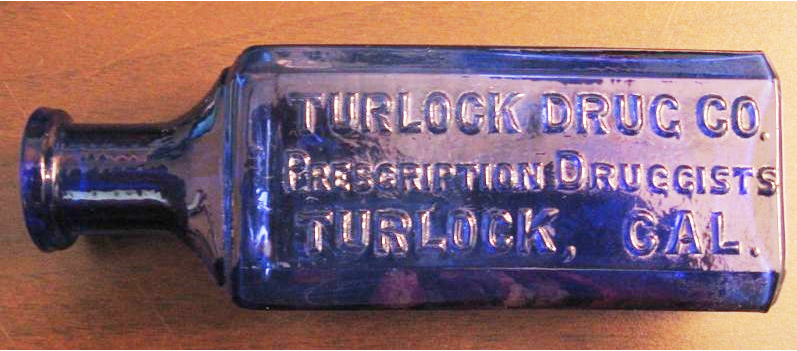 TURLOCK DRUG CO.
PRESCRIPTION DRUGGISTS
TURLOCK, CAL.